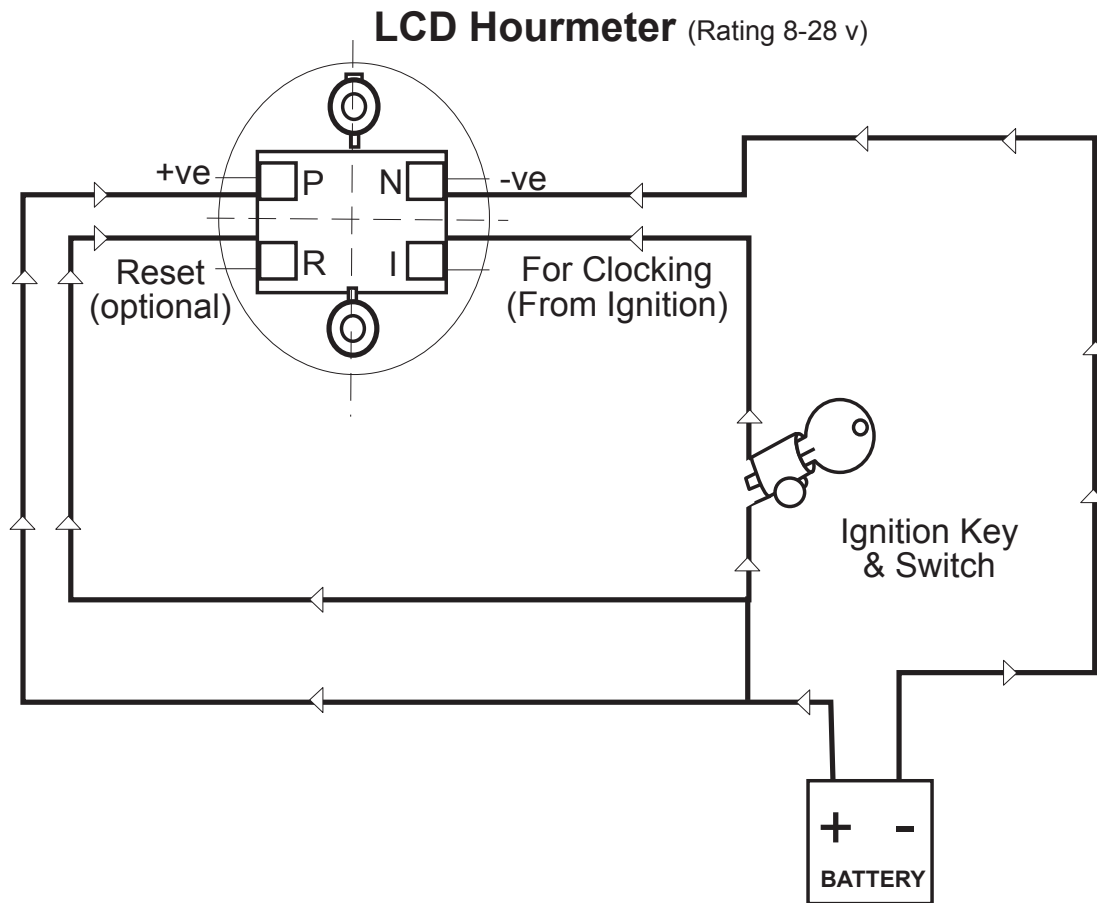 LCD Hourmeter (Rating 8-28 v)
+ve P N -ve
Reset
(optional)
R I
For Clocking
(From Ignition)
Ignition Key
& Switch
+ -
BATTERY